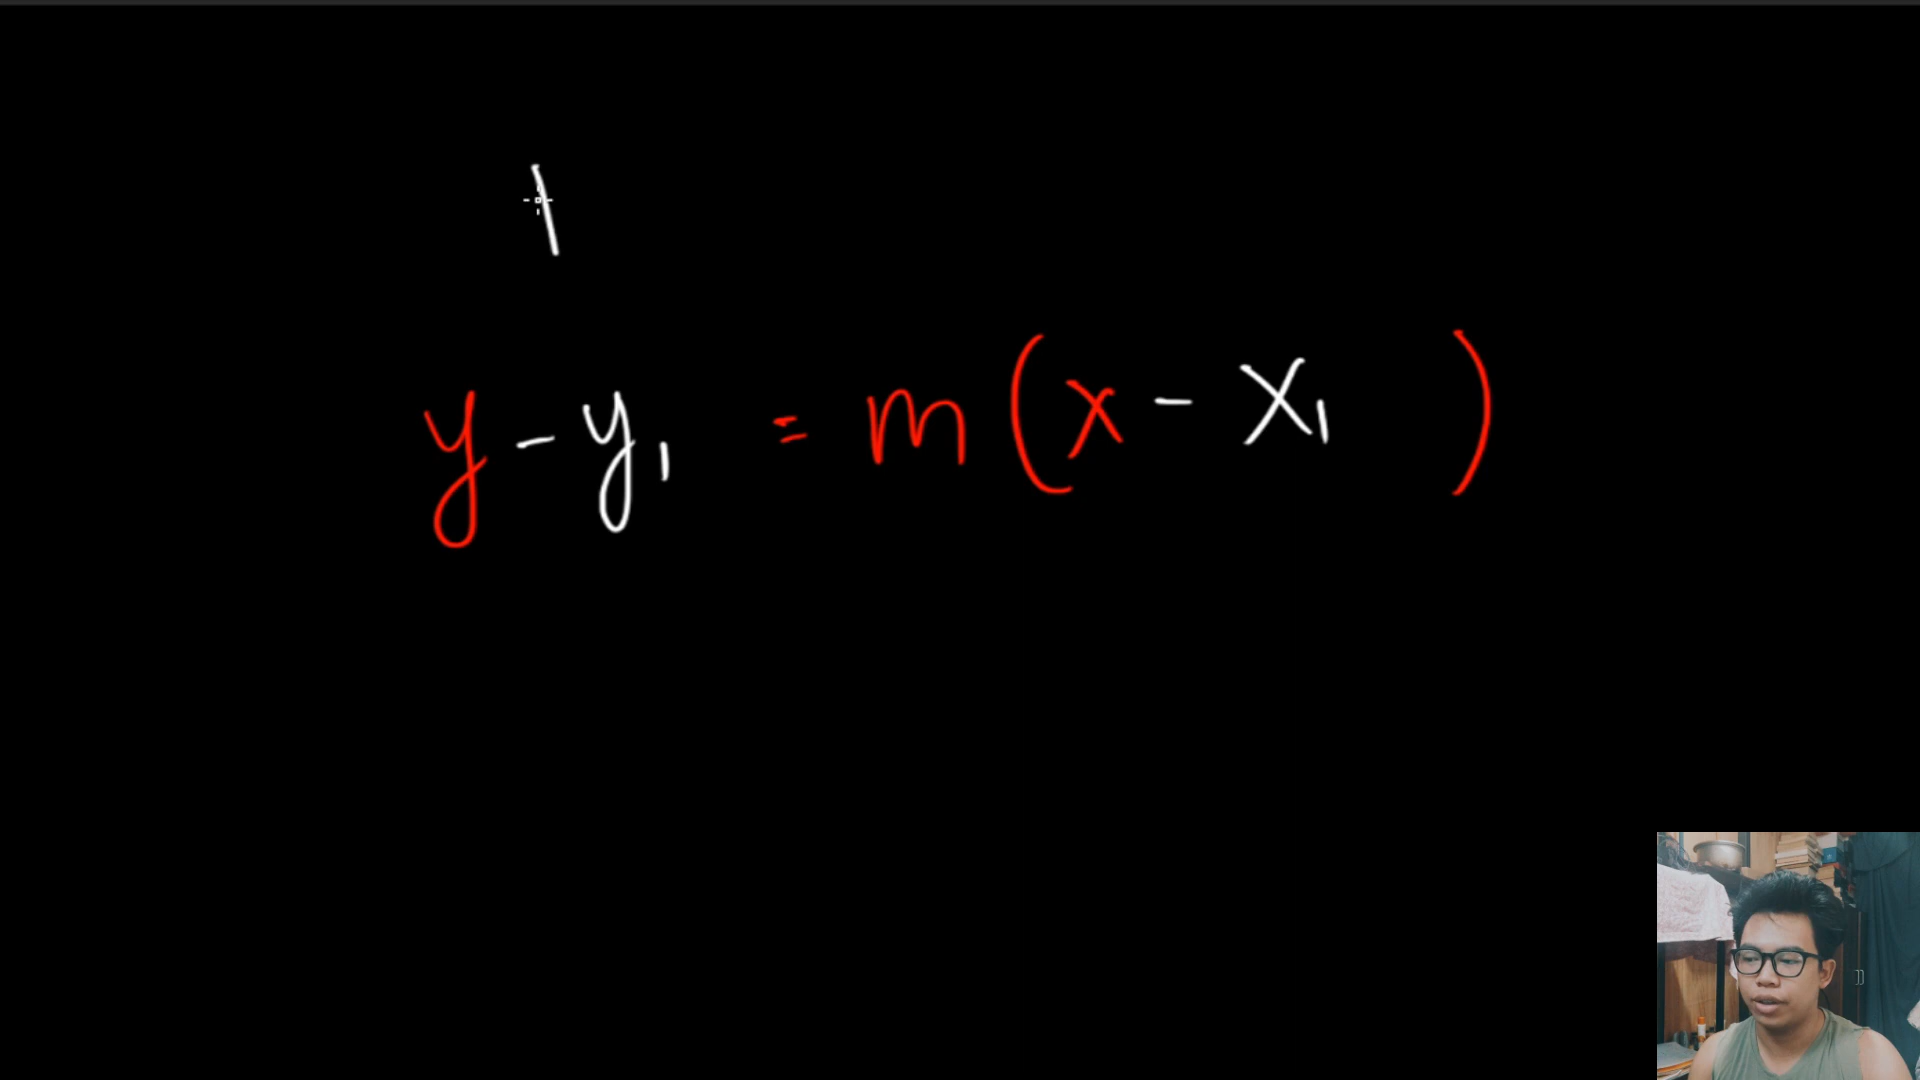 y - y₁ = m(x - x₁)